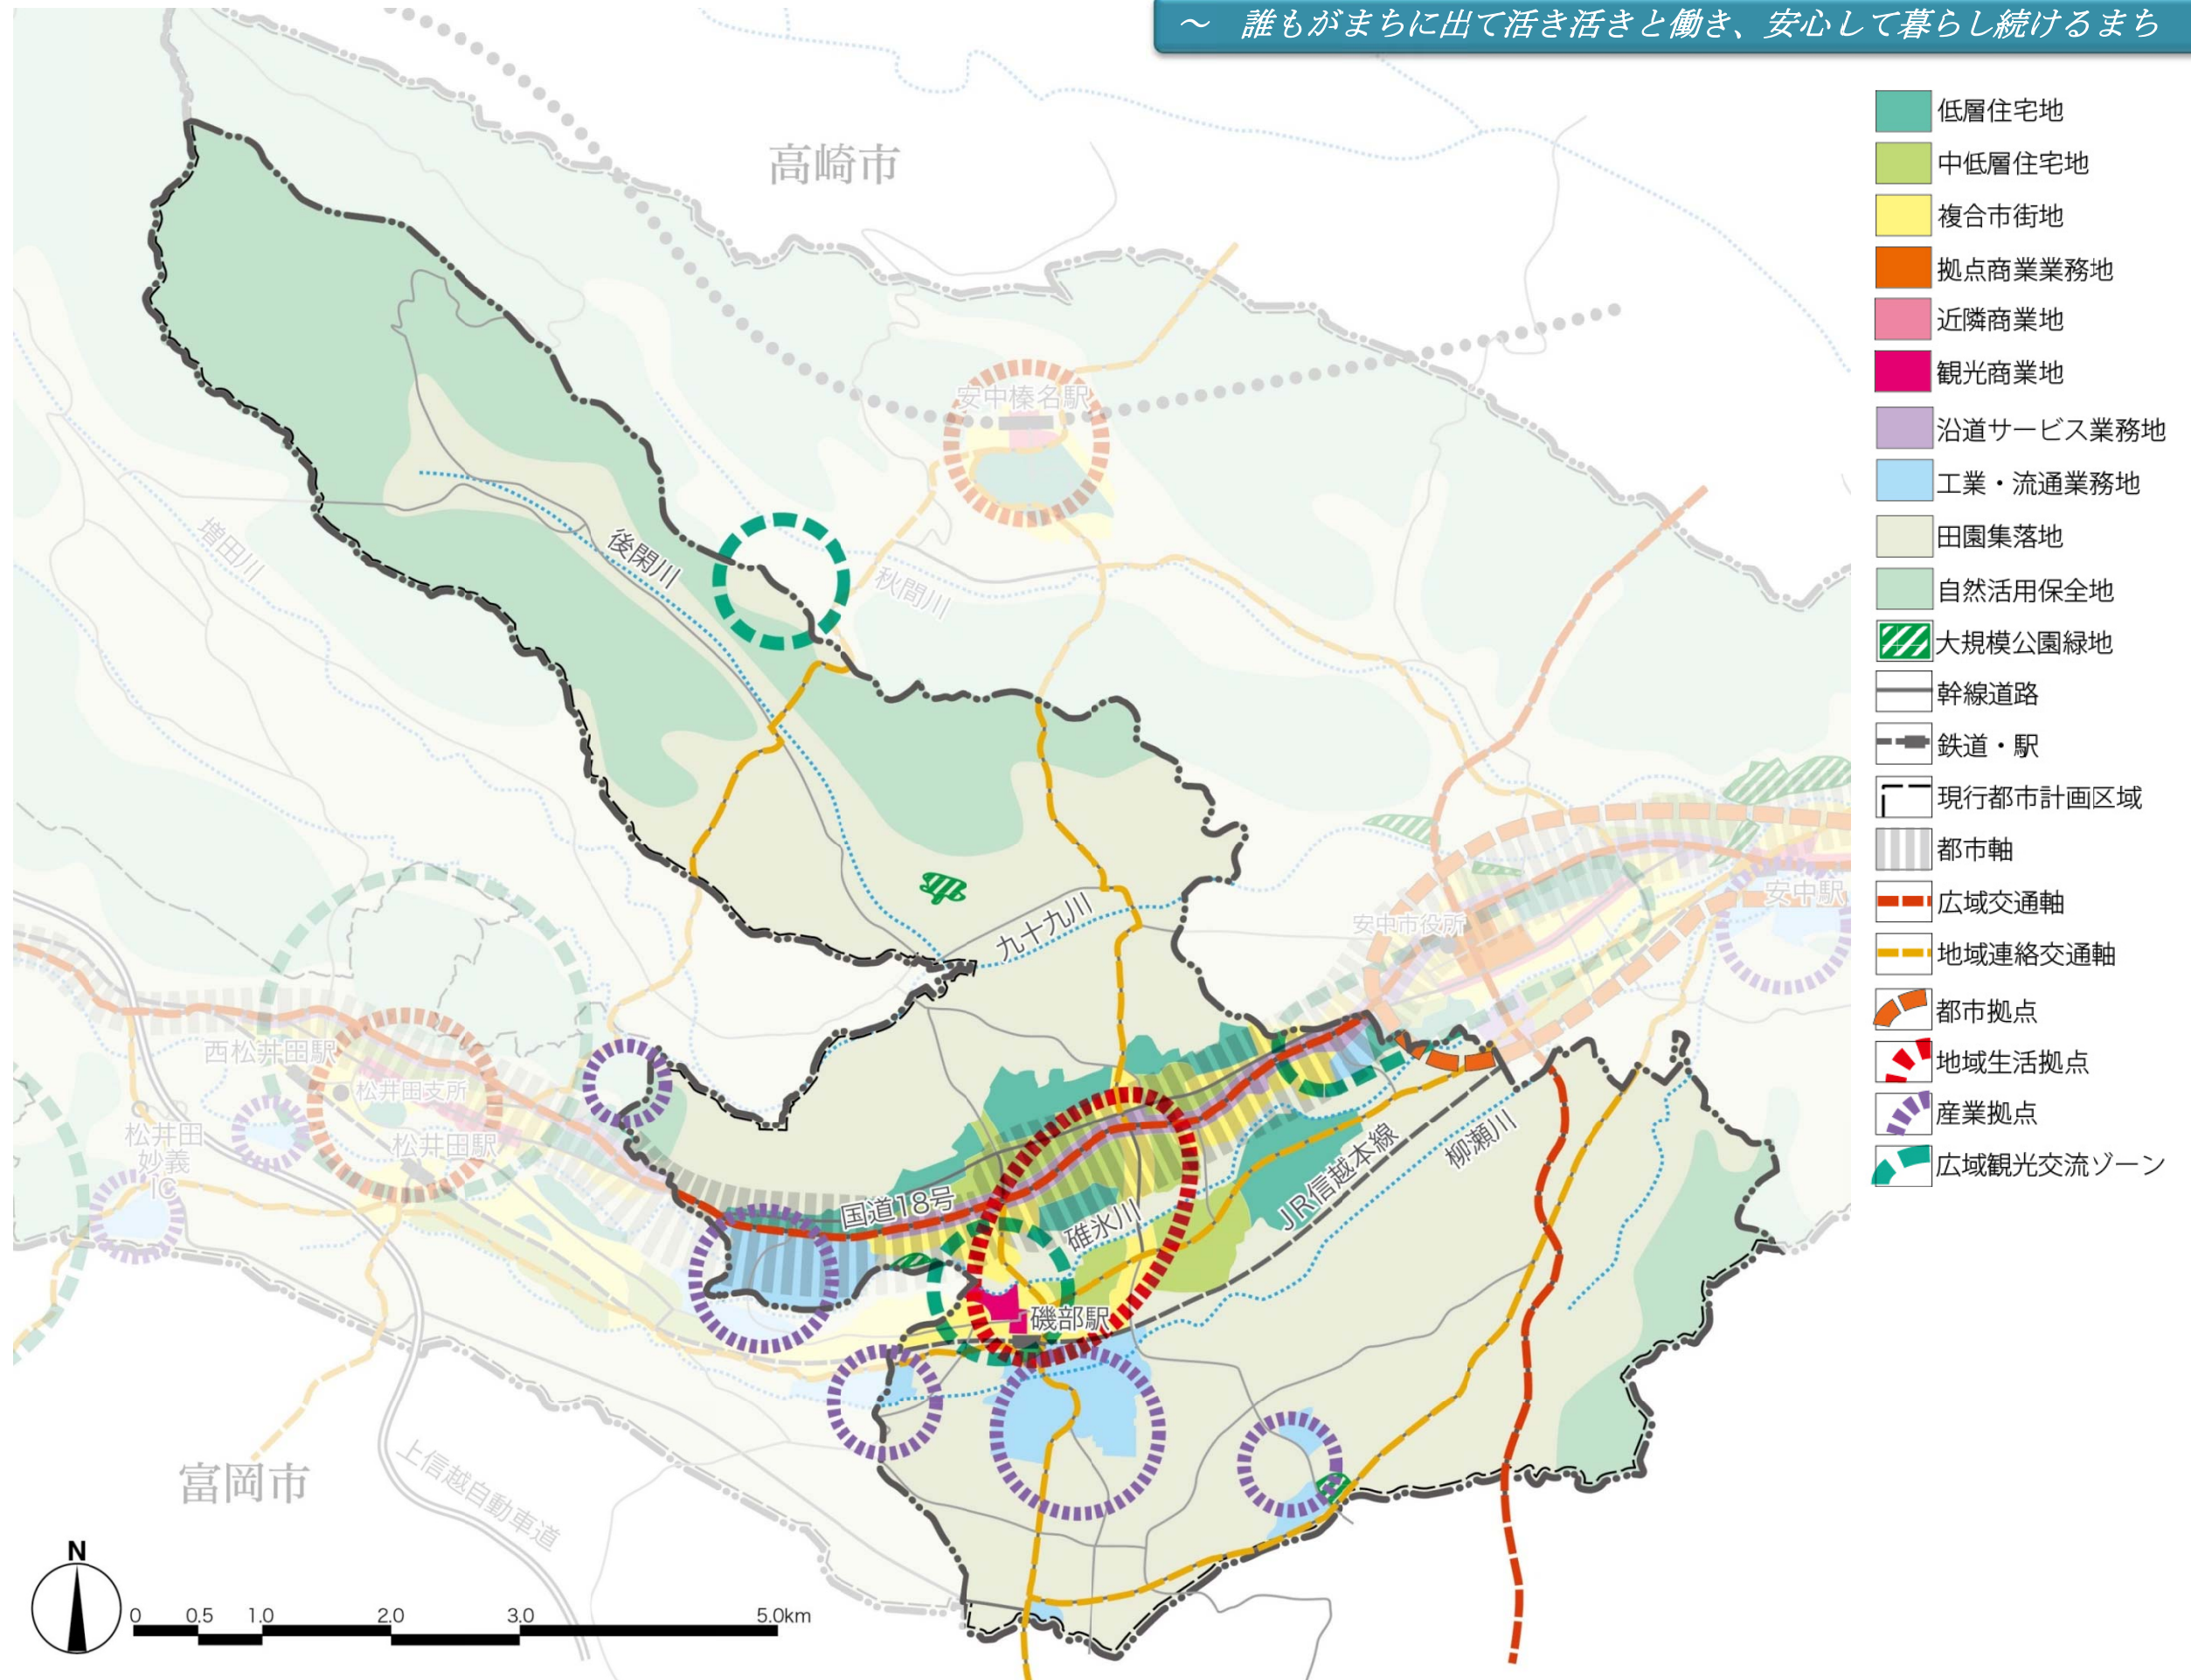 ～　誰もがまちに出て活き活きと働き、安心して暮らし続けるまち
高崎市
安中榛名駅
増田川
後閑川
秋間川
九十九川
安中市役所
安中駅
西松井田駅
松井田支所
松井田駅
松井田
妙義
IC
国道18号
碓氷川
JR信越本線
柳瀬川
磯部駅
富岡市
上信越自動車道
N
0 0.5 1.0 2.0 3.0 5.0km
低層住宅地
中低層住宅地
複合市街地
拠点商業業務地
近隣商業地
観光商業地
沿道サービス業務地
工業・流通業務地
田園集落地
自然活用保全地
大規模公園緑地
幹線道路
鉄道・駅
現行都市計画区域
都市軸
広域交通軸
地域連絡交通軸
都市拠点
地域生活拠点
産業拠点
広域観光交流ゾーン